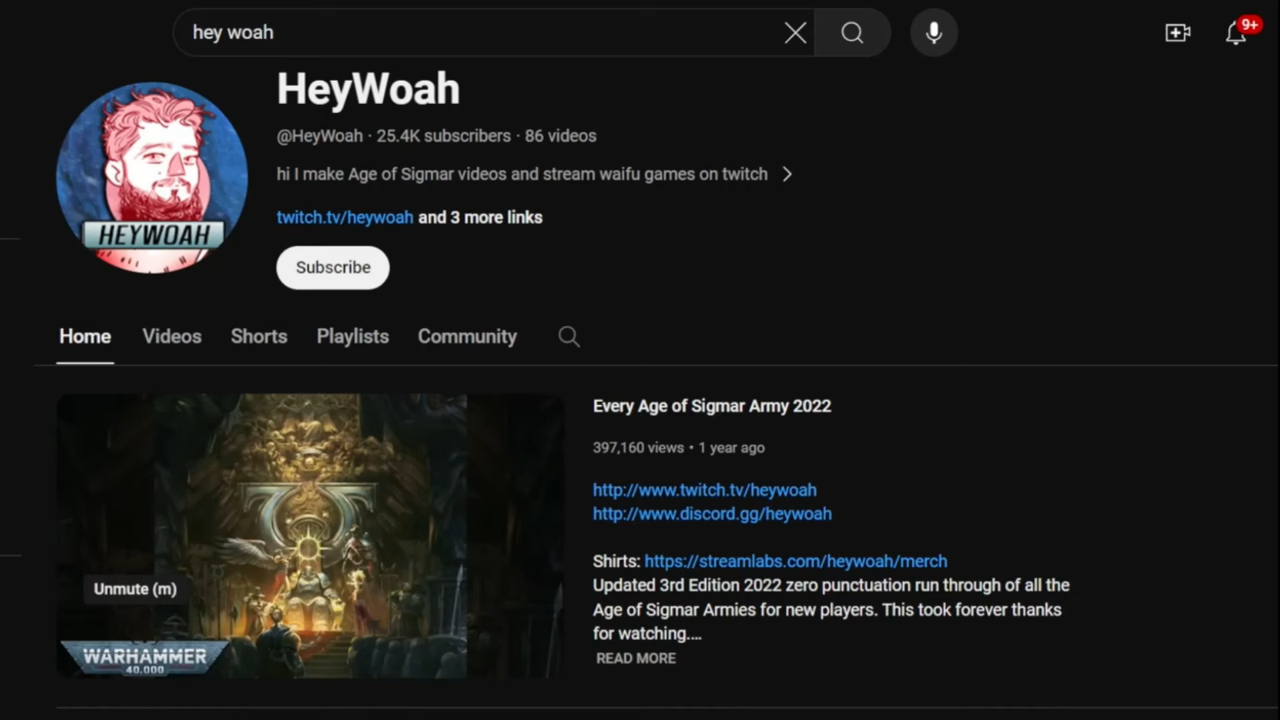 hey woah
9+
HeyWoah
@HeyWoah · 25.4K subscribers · 86 videos
hi I make Age of Sigmar videos and stream waifu games on twitch
twitch.tv/heywoah and 3 more links
HEYWOAH
Subscribe
Home Videos Shorts Playlists Community
Every Age of Sigmar Army 2022
397,160 views • 1 year ago
http://www.twitch.tv/heywoah
http://www.discord.gg/heywoah
Shirts: https://streamlabs.com/heywoah/merch
Updated 3rd Edition 2022 zero punctuation run through of all the
Age of Sigmar Armies for new players. This took forever thanks
for watching....
READ MORE
Unmute (m)
WARHAMMER
40,000